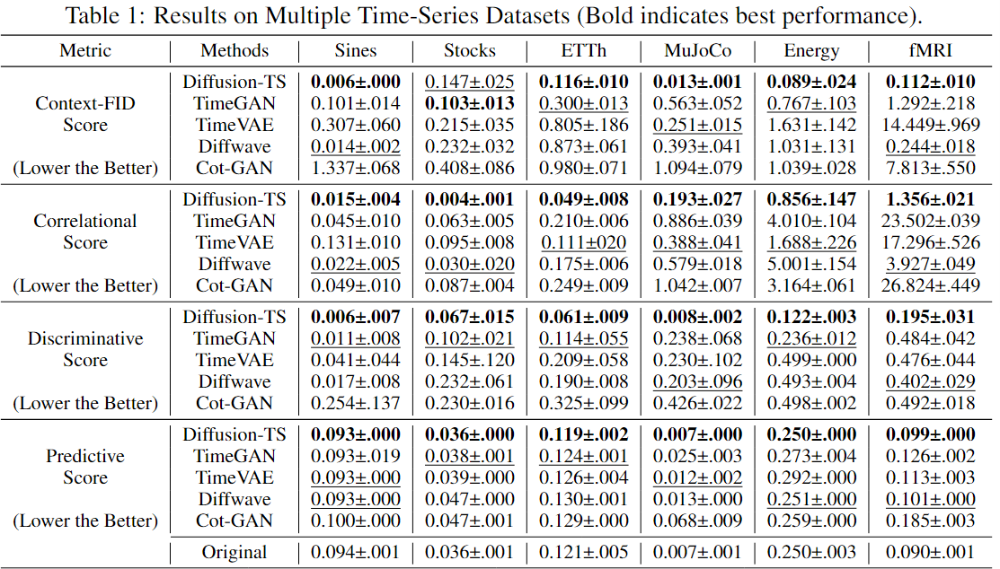 Table 1: Results on Multiple Time-Series Datasets (Bold indicates best performance).
Metric Methods Sines Stocks ETTh MuJoCo Energy fMRI
Diffusion-TS 0.006±.000 0.147±.025 0.116±.010 0.013±.001 0.089±.024 0.112±.010
Context-FID TimeGAN 0.101±.014 0.103±.013 0.300±.013 0.563±.052 0.767±.103 1.292±.218
Score TimeVAE 0.307±.060 0.215±.035 0.805±.186 0.251±.015 1.631±.142 14.449±.969
Diffwave 0.014±.002 0.232±.032 0.873±.061 0.393±.041 1.031±.131 0.244±.018
(Lower the Better) Cot-GAN 1.337±.068 0.408±.086 0.980±.071 1.094±.079 1.039±.028 7.813±.550
Diffusion-TS 0.015±.004 0.004±.001 0.049±.008 0.193±.027 0.856±.147 1.356±.021
Correlational TimeGAN 0.045±.010 0.063±.005 0.210±.006 0.886±.039 4.010±.104 23.502±.039
Score TimeVAE 0.131±.010 0.095±.008 0.111±020 0.388±.041 1.688±.226 17.296±.526
Diffwave 0.022±.005 0.030±.020 0.175±.006 0.579±.018 5.001±.154 3.927±.049
(Lower the Better) Cot-GAN 0.049±.010 0.087±.004 0.249±.009 1.042±.007 3.164±.061 26.824±.449
Diffusion-TS 0.006±.007 0.067±.015 0.061±.009 0.008±.002 0.122±.003 0.195±.031
Discriminative TimeGAN 0.011±.008 0.102±.021 0.114±.055 0.238±.068 0.236±.012 0.484±.042
Score TimeVAE 0.041±.044 0.145±.120 0.209±.058 0.230±.102 0.499±.000 0.476±.044
Diffwave 0.017±.008 0.232±.061 0.190±.008 0.203±.096 0.493±.004 0.402±.029
(Lower the Better) Cot-GAN 0.254±.137 0.230±.016 0.325±.099 0.426±.022 0.498±.002 0.492±.018
Diffusion-TS 0.093±.000 0.036±.000 0.119±.002 0.007±.000 0.250±.000 0.099±.000
Predictive TimeGAN 0.093±.019 0.038±.001 0.124±.001 0.025±.003 0.273±.004 0.126±.002
Score TimeVAE 0.093±.000 0.039±.000 0.126±.004 0.012±.002 0.292±.000 0.113±.003
Diffwave 0.093±.000 0.047±.000 0.130±.001 0.013±.000 0.251±.000 0.101±.000
(Lower the Better) Cot-GAN 0.100±.000 0.047±.001 0.129±.000 0.068±.009 0.259±.000 0.185±.003
Original 0.094±.001 0.036±.001 0.121±.005 0.007±.001 0.250±.003 0.090±.001